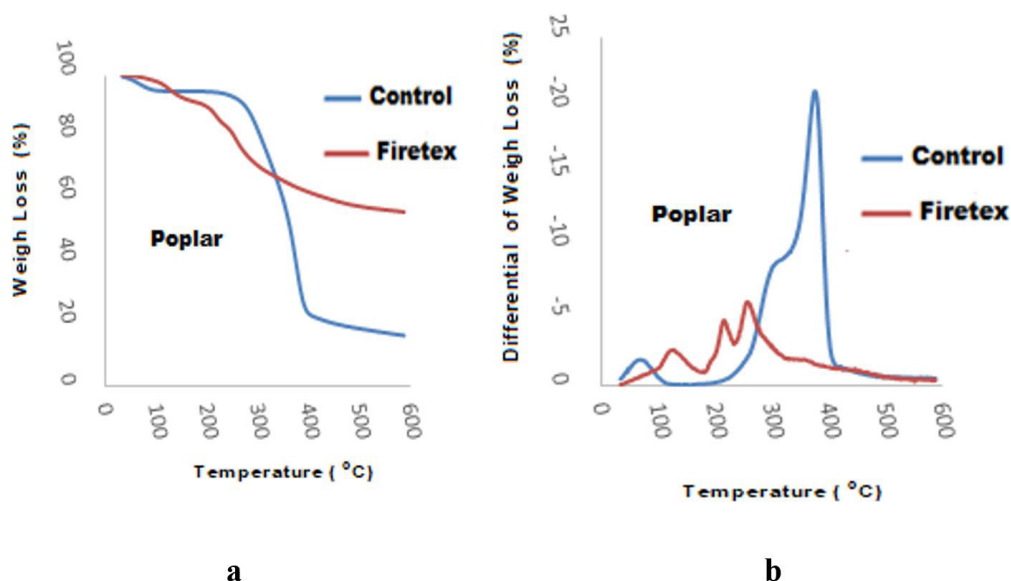 100
80
60
40
20
0
Weigh Loss (%)
Control
Firetex
Poplar
0
100
200
300
400
500
600
Temperature ( °C)
a
25
-20
-15
-10
-5
0
Differential of Weigh Loss (%)
Control
Firetex
Poplar
0
100
200
300
400
500
600
Temperature ( °C)
b